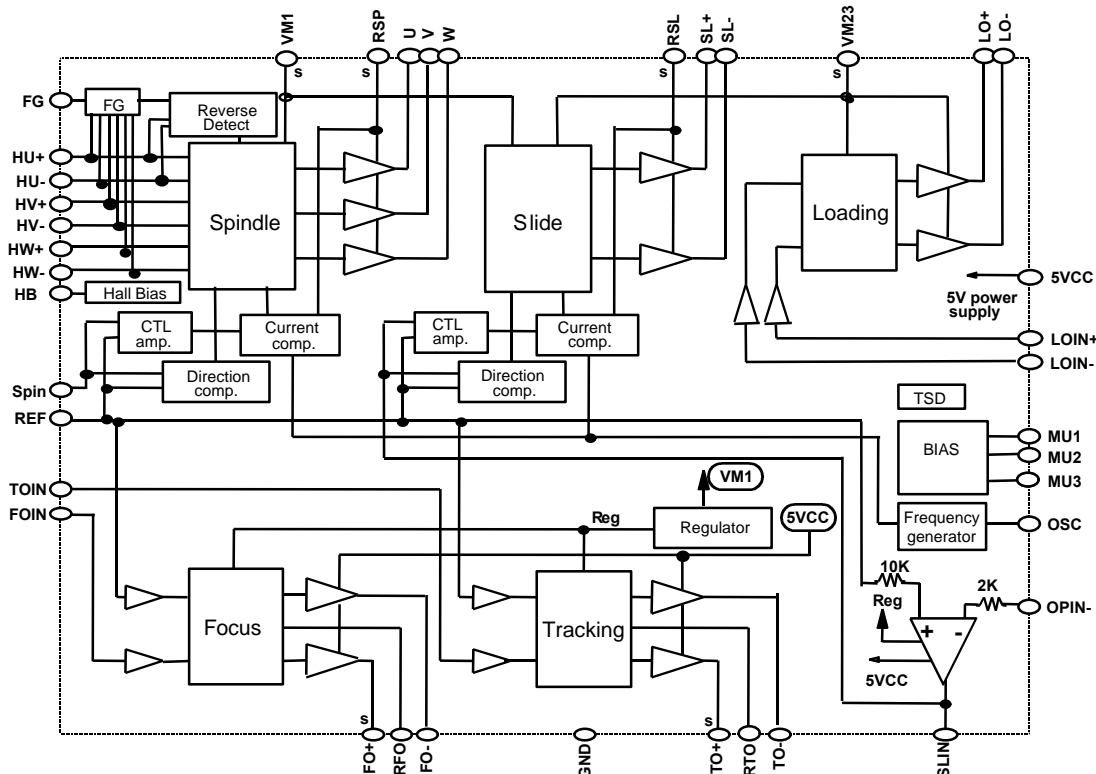 VM1
RSP
U
V
W
RSL
SL+
SL-
VM23
LO+
LO-
s
s
s
s
FG
FG
Reverse
Detect
HU+
HU-
HV+
HV-
HW+
HW-
HB
Hall Bias
Spindle
Slide
Loading
5VCC
5V power
supply
LOIN+
LOIN-
CTL
amp.
Current
comp.
Direction
comp.
CTL
amp.
Current
comp.
Direction
comp.
Spin
REF
TSD
BIAS
MU1
MU2
MU3
TOIN
FOIN
VM1
Reg
Regulator
5VCC
Frequency
generator
OSC
10K
2K
Reg
OPIN-
+
-
5VCC
Focus
Tracking
s
s
FO+
RFO
FO-
GND
TO+
RTO
TO-
SLIN